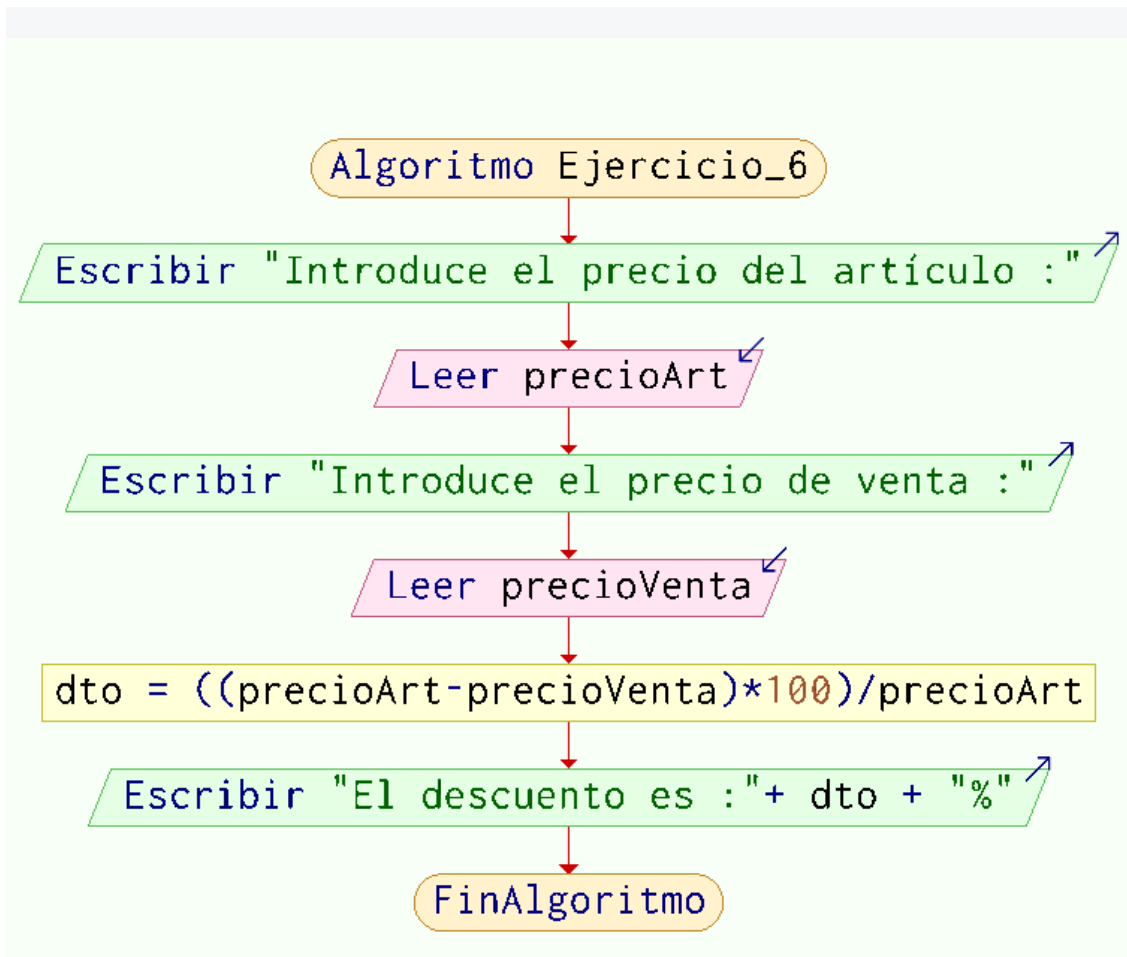 Algoritmo Ejercicio_6
Escribir "Introduce el precio del artículo :"
Leer precioArt
Escribir "Introduce el precio de venta :"
Leer precioVenta
dto = ((precioArt-precioVenta)*100)/precioArt
Escribir "El descuento es :"+ dto + "%"
FinAlgoritmo